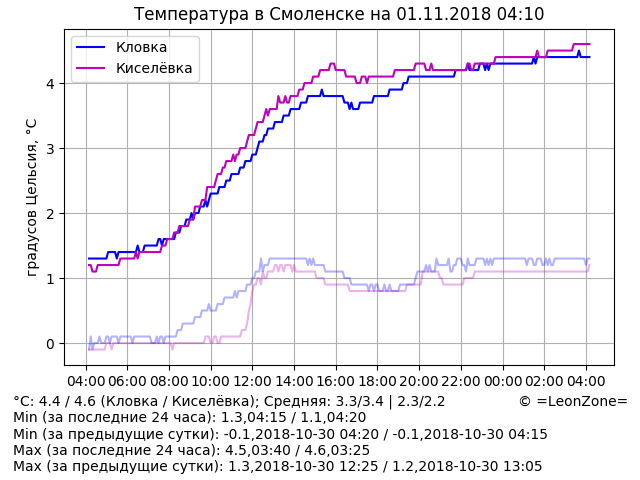 Температура в Смоленске на 01.11.2018 04:10
Кловка
Киселёвка
градусов Цельсия, °C
4
3
2
1
0
04:00 06:00 08:00 10:00 12:00 14:00 16:00 18:00 20:00 22:00 00:00 02:00 04:00
°C: 4.4 / 4.6 (Кловка / Киселёвка); Средняя: 3.3/3.4 | 2.3/2.2 © =LeonZone=
Min (за последние 24 часа): 1.3,04:15 / 1.1,04:20
Min (за предыдущие сутки): -0.1,2018-10-30 04:20 / -0.1,2018-10-30 04:15
Max (за последние 24 часа): 4.5,03:40 / 4.6,03:25
Max (за предыдущие сутки): 1.3,2018-10-30 12:25 / 1.2,2018-10-30 13:05